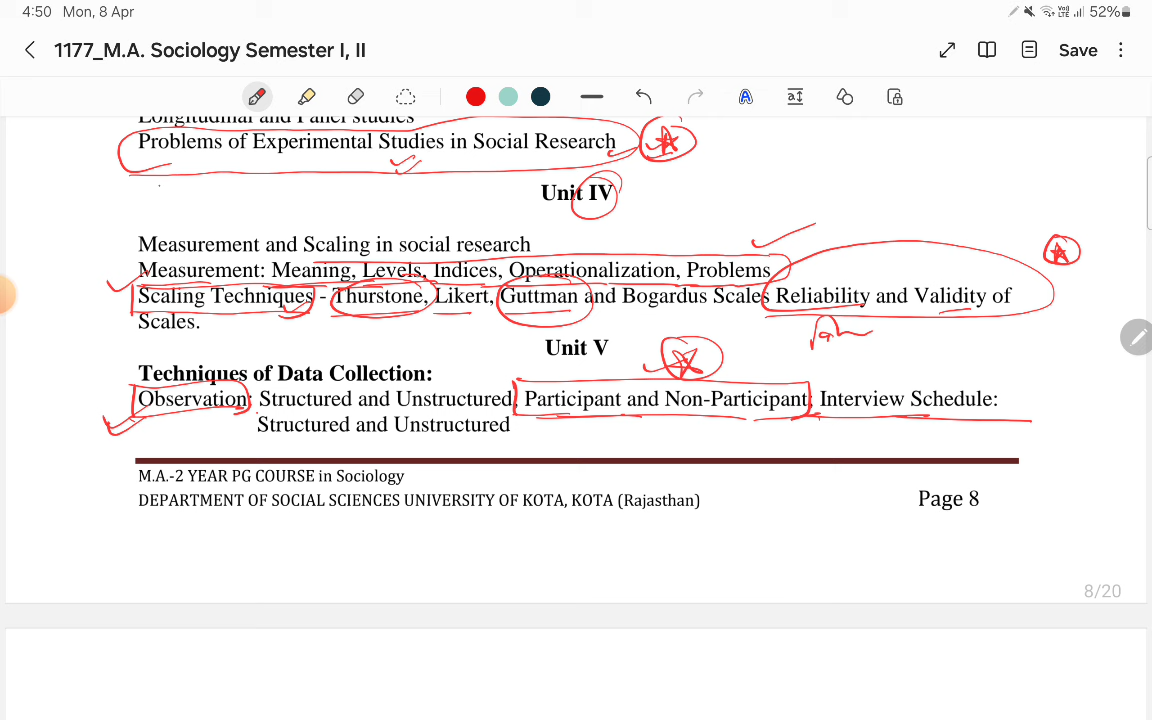 4:50 Mon, 8 Apr 52%
1177_M.A. Sociology Semester I, II Save
Longitudinal and Panel studies
Problems of Experimental Studies in Social Research
Unit IV
Measurement and Scaling in social research
Measurement: Meaning, Levels, Indices, Operationalization, Problems
Scaling Techniques - Thurstone, Likert, Guttman and Bogardus Scales Reliability and Validity of
Scales.
Unit V
Techniques of Data Collection:
Observation: Structured and Unstructured, Participant and Non-Participant, Interview Schedule:
Structured and Unstructured
M.A.-2 YEAR PG COURSE in Sociology
DEPARTMENT OF SOCIAL SCIENCES UNIVERSITY OF KOTA, KOTA (Rajasthan) Page 8
8/20